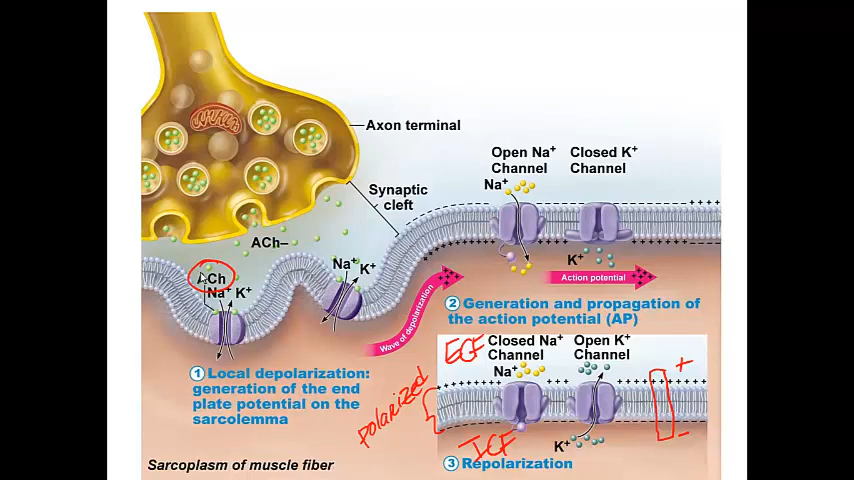 Axon terminal
Open Na+
Channel
Closed K+
Channel
Na+
Synaptic
cleft
ACh–
K+
Na+
K+
Action potential
Ch
Na+ K+
Wave of depolarization
2 Generation and propagation of
the action potential (AP)
ECF
Closed Na+
Channel
Open K+
Channel
Na+
1 Local depolarization:
generation of the end
plate potential on the
sarcolemma
polarized
+
ICF
K+
–
3 Repolarization
Sarcoplasm of muscle fiber